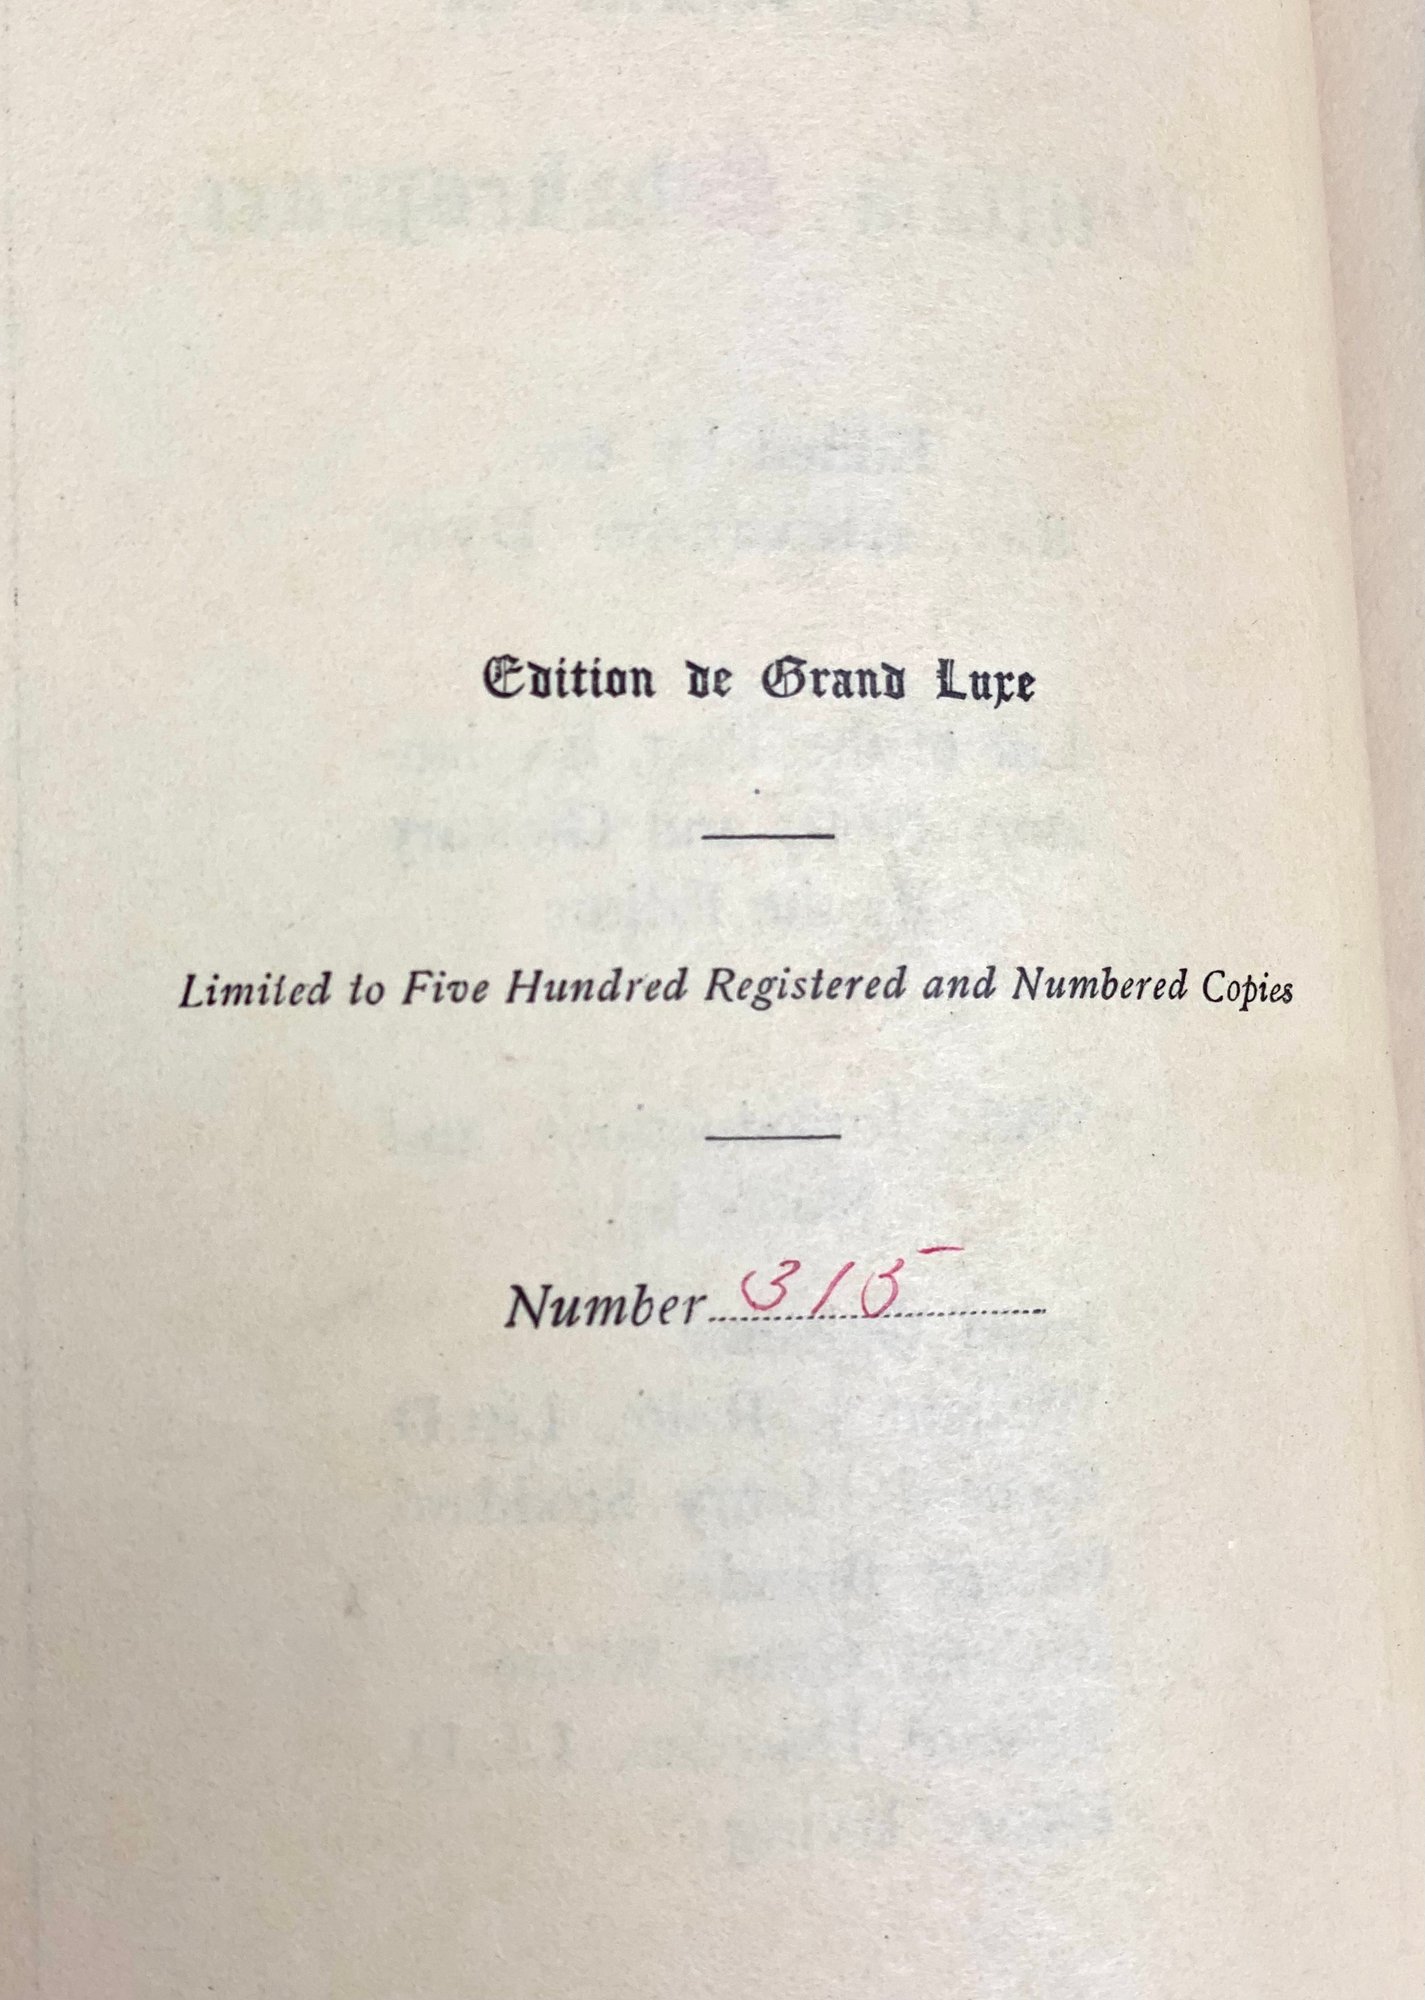 Edition de Grand Luxe
Limited to Five Hundred Registered and Numbered Copies
Number 315